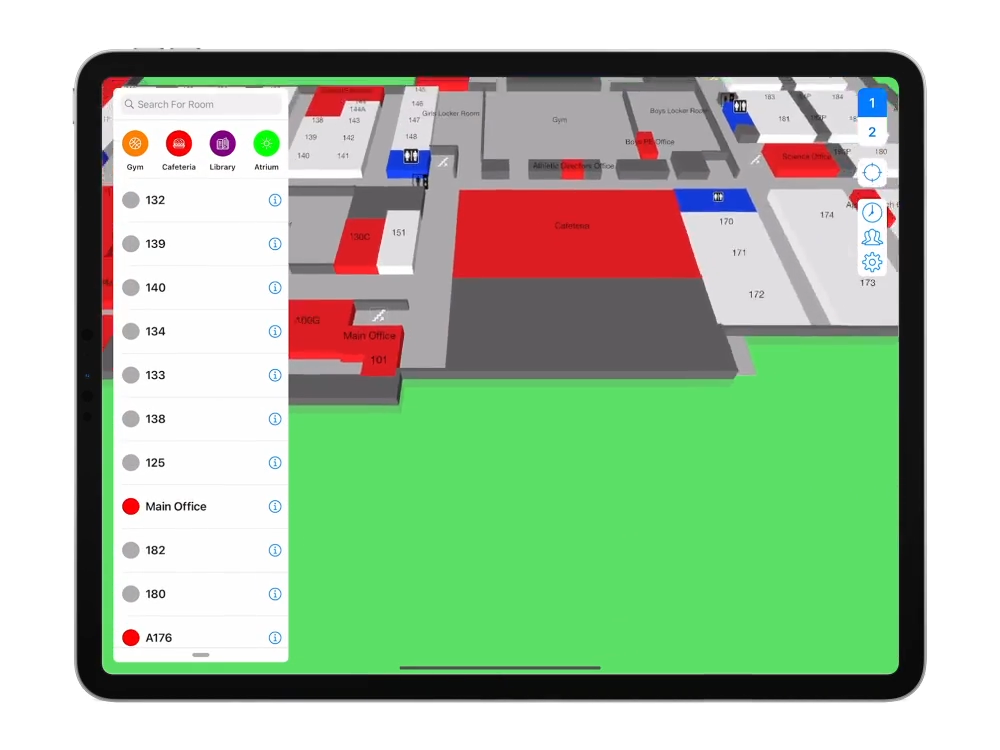 Search For Room
Gym
Cafeteria
Library
Atrium
132
139
140
134
133
138
125
Main Office
182
180
A176
145
146
147
148
144A
143
138
139
142
140
141
Girls Locker Room
Gym
Boys Locker Room
Boys PE Office
Athletic Directors Office
183
184
181
182P
180
Science Office
174
173
130C
151
Cafeteria
170
171
172
100G
Main Office
101
1
2